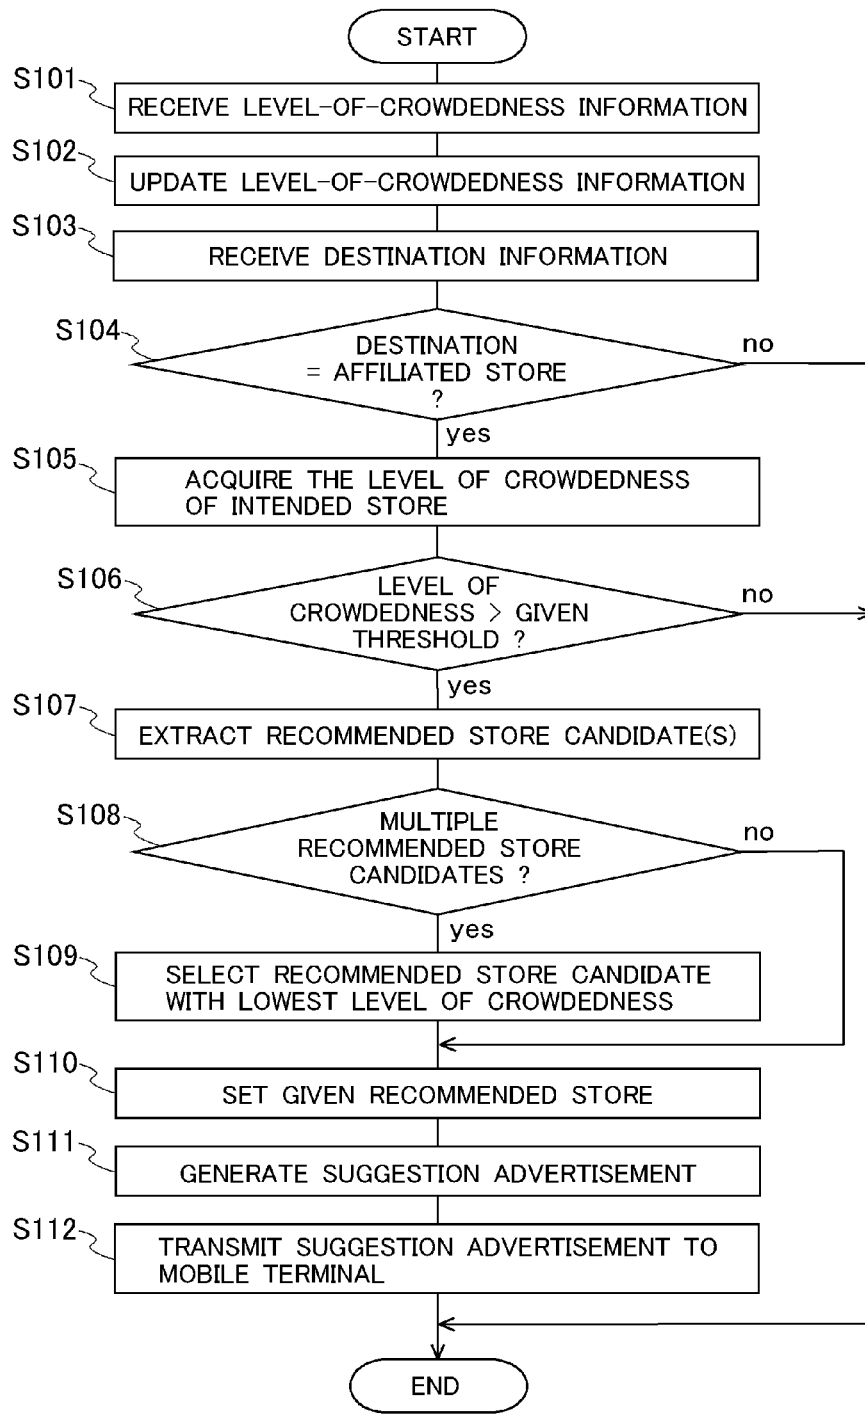 START
S101
RECEIVE LEVEL-OF-CROWDEDNESS INFORMATION
S102
UPDATE LEVEL-OF-CROWDEDNESS INFORMATION
S103
RECEIVE DESTINATION INFORMATION
S104
DESTINATION
= AFFILIATED STORE
?
no
yes
S105
ACQUIRE THE LEVEL OF CROWDEDNESS
OF INTENDED STORE
S106
LEVEL OF
CROWDEDNESS > GIVEN
THRESHOLD ?
no
yes
S107
EXTRACT RECOMMENDED STORE CANDIDATE(S)
S108
MULTIPLE
RECOMMENDED STORE
CANDIDATES ?
no
yes
S109
SELECT RECOMMENDED STORE CANDIDATE
WITH LOWEST LEVEL OF CROWDEDNESS
S110
SET GIVEN RECOMMENDED STORE
S111
GENERATE SUGGESTION ADVERTISEMENT
S112
TRANSMIT SUGGESTION ADVERTISEMENT TO
MOBILE TERMINAL
END